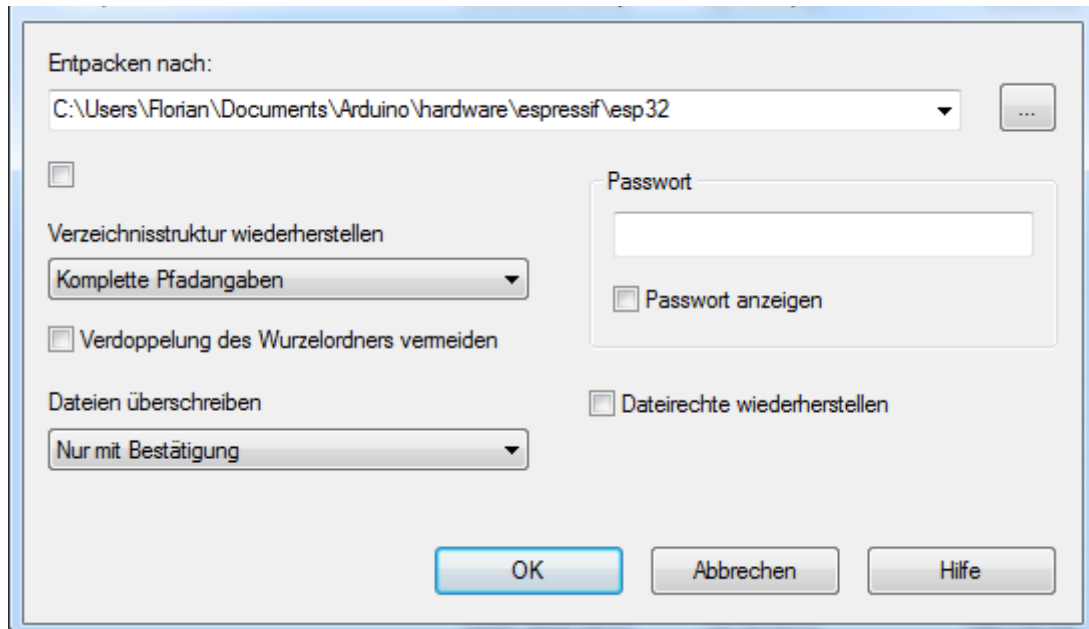 Entpacken nach:
C:\Users\Florian\Documents\Arduino\hardware\espressif\esp32
...
Passwort
Verzeichnisstruktur wiederherstellen
Komplette Pfadangaben
Passwort anzeigen
Verdoppelung des Wurzelordners vermeiden
Dateien überschreiben
Dateirechte wiederherstellen
Nur mit Bestätigung
OK
Abbrechen
Hilfe